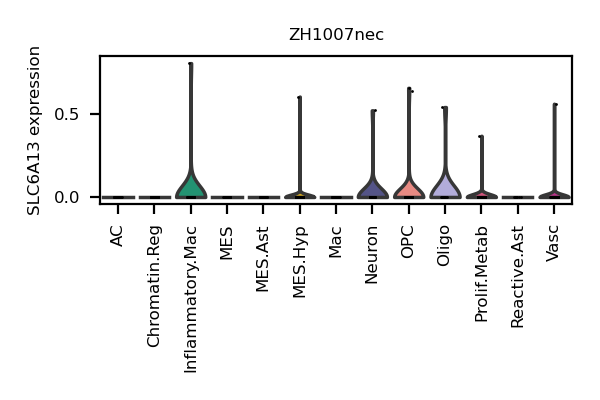 ZH1007nec
SLC6A13 expression
0.5
0.0
AC
Chromatin.Reg
Inflammatory.Mac
MES
MES.Ast
MES.Hyp
Mac
Neuron
OPC
Oligo
Prolif.Metab
Reactive.Ast
Vasc